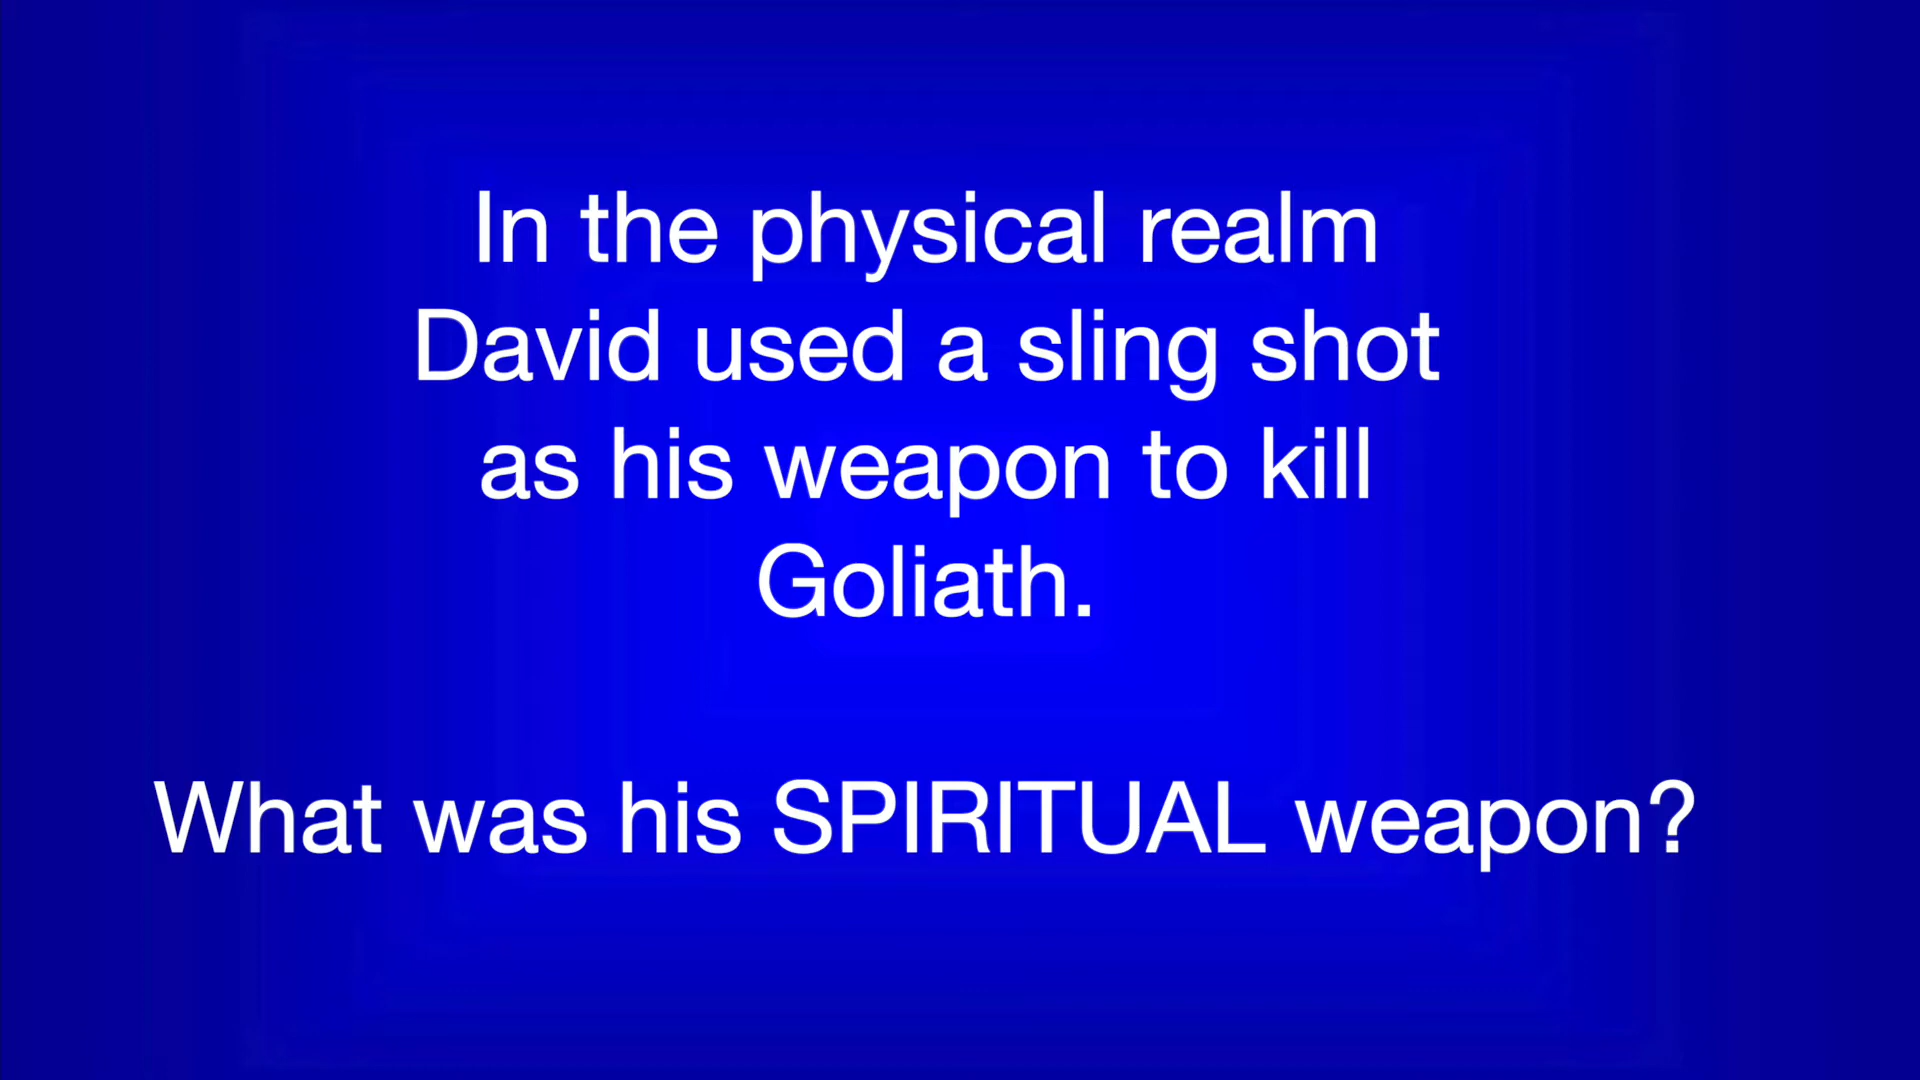 In the physical realm
David used a sling shot
as his weapon to kill
Goliath.
What was his SPIRITUAL weapon?